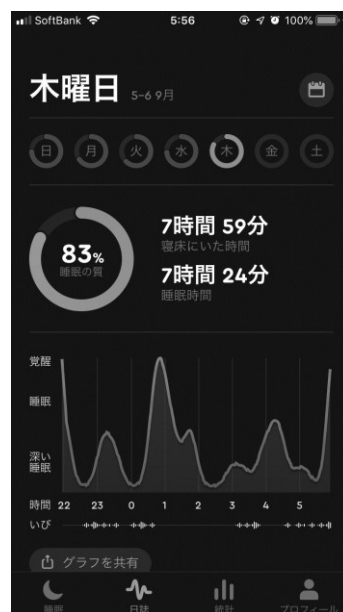 SoftBank 5:56 100%
木曜日 5-6 9月
日 月 火 水 木 金 土
83%
睡眠の質
7時間 59分
寝床にいた時間
7時間 24分
睡眠時間
覚醒
睡眠
深い
睡眠
時間 22 23 0 1 2 3 4 5
いびき
グラフを共有
睡眠 日誌 統計 プロフィール